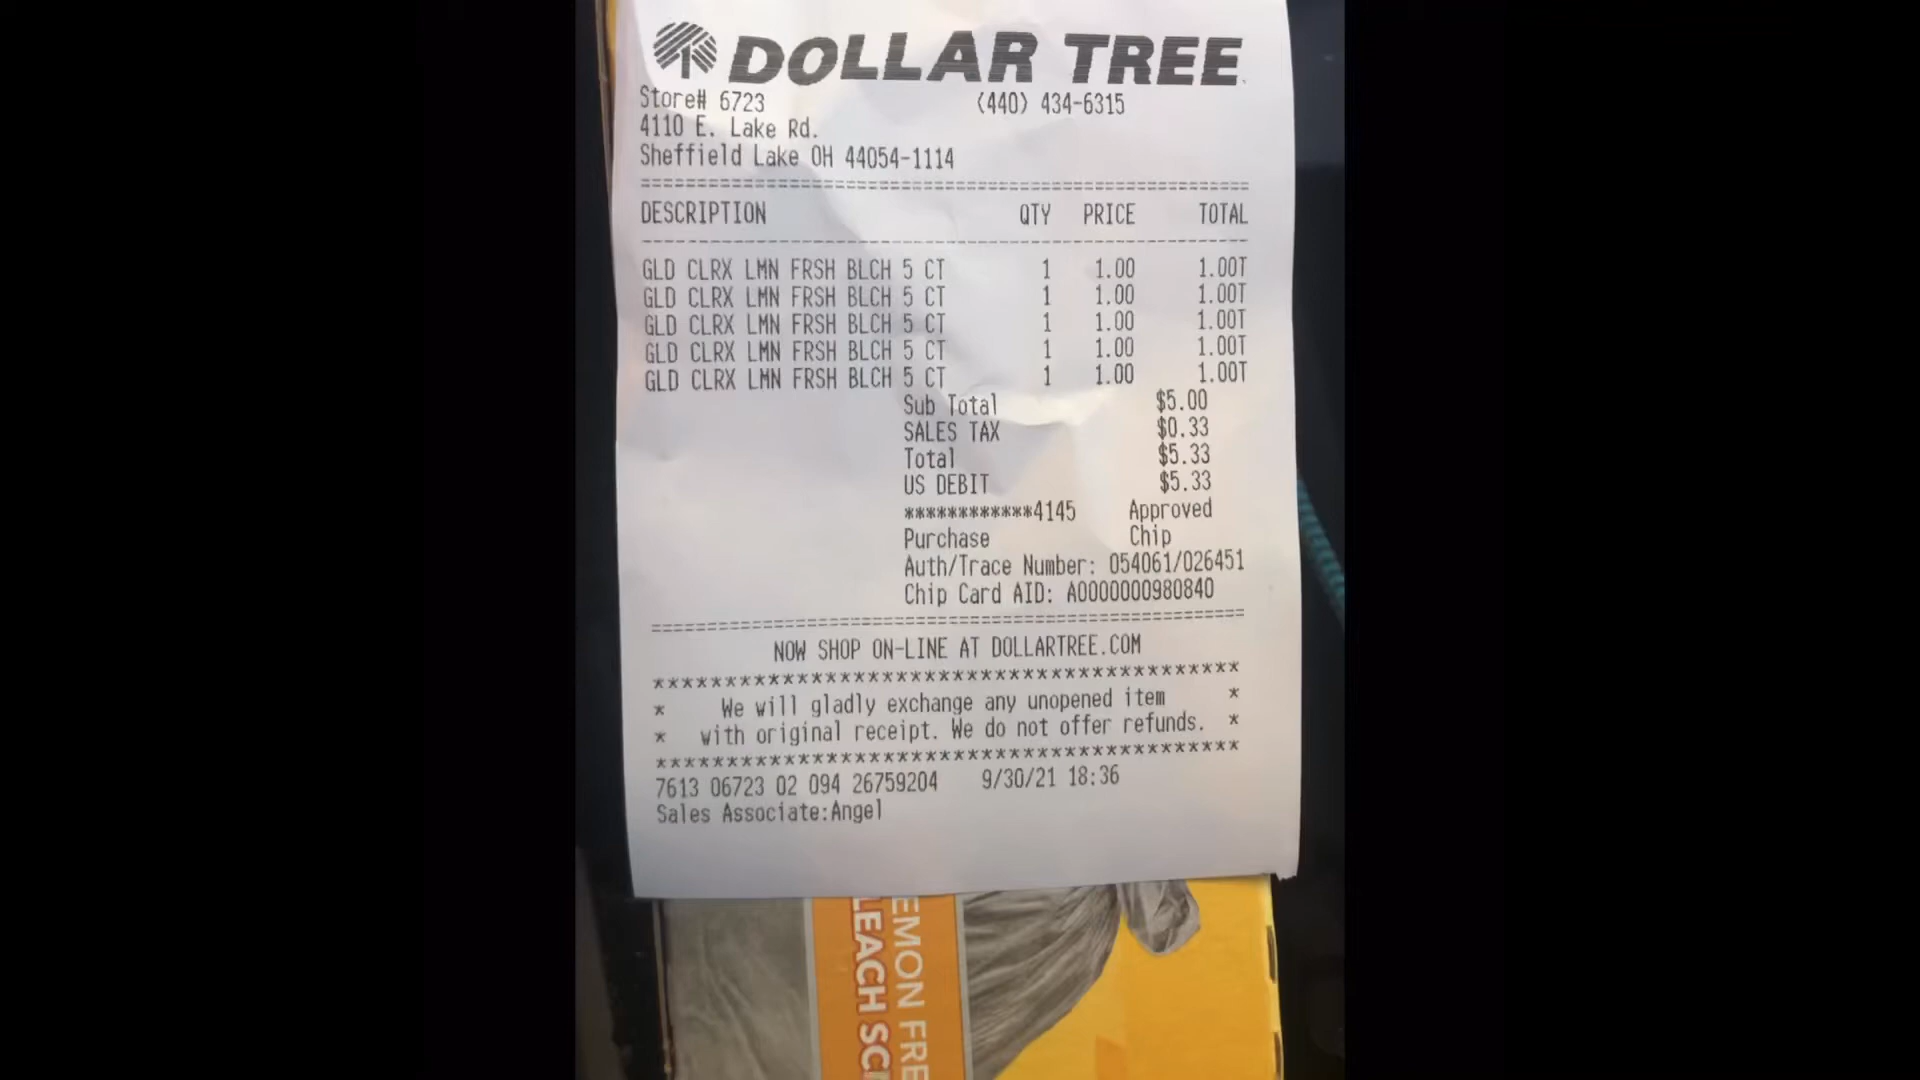 DOLLAR TREE
Store# 6723 (440) 434-6315
4110 E. Lake Rd.
Sheffield Lake OH 44054-1114
================================================
DESCRIPTION QTY PRICE TOTAL
------------------------------------------------
GLD CLRX LMN FRSH BLCH 5 CT 1 1.00 1.00T
GLD CLRX LMN FRSH BLCH 5 CT 1 1.00 1.00T
GLD CLRX LMN FRSH BLCH 5 CT 1 1.00 1.00T
GLD CLRX LMN FRSH BLCH 5 CT 1 1.00 1.00T
GLD CLRX LMN FRSH BLCH 5 CT 1 1.00 1.00T
Sub Total $5.00
SALES TAX $0.33
Total $5.33
US DEBIT $5.33
************4145 Approved
Purchase Chip
Auth/Trace Number: 054061/026451
Chip Card AID: A0000000980840
================================================
NOW SHOP ON-LINE AT DOLLARTREE.COM
*****************************************
* We will gladly exchange any unopened item *
* with original receipt. We do not offer refunds. *
*****************************************
7613 06723 02 094 26759204 9/30/21 18:36
Sales Associate:Angel
EMON FRE
LEACH SC